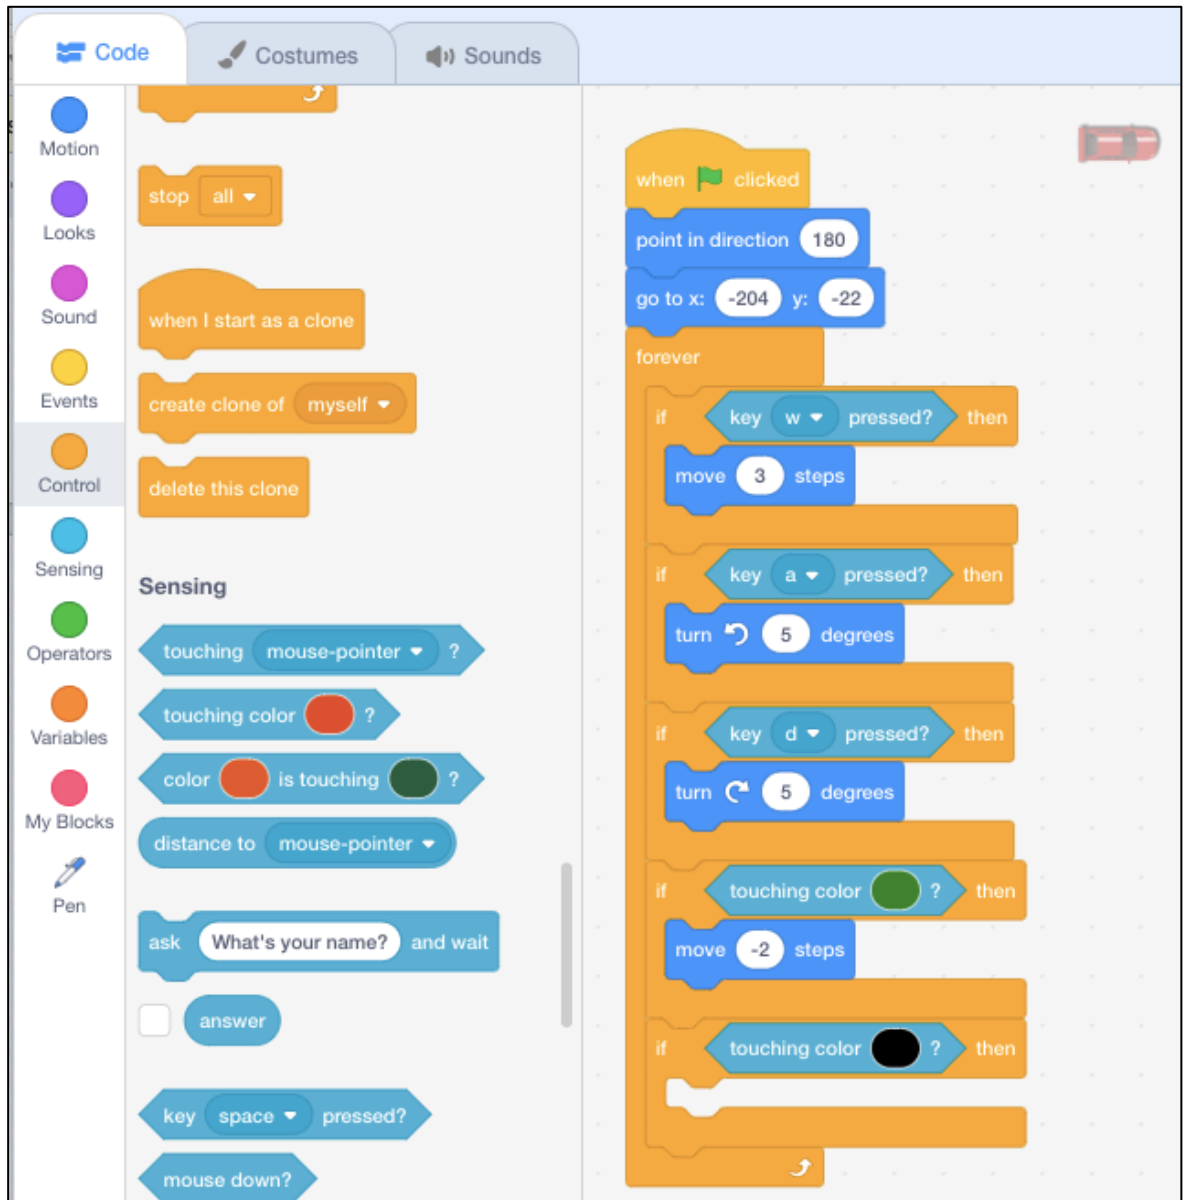 Code
Costumes
Sounds
Motion
Looks
Sound
Events
Control
Sensing
Operators
Variables
My Blocks
Pen
stop all
when I start as a clone
create clone of myself
delete this clone
Sensing
touching mouse-pointer ?
touching color ?
color is touching ?
distance to mouse-pointer
ask What's your name? and wait
answer
key space pressed?
mouse down?
when clicked
point in direction 180
go to x: -204 y: -22
forever
if key w pressed? then
move 3 steps
if key a pressed? then
turn 5 degrees
if key d pressed? then
turn 5 degrees
if touching color ? then
move -2 steps
if touching color ? then